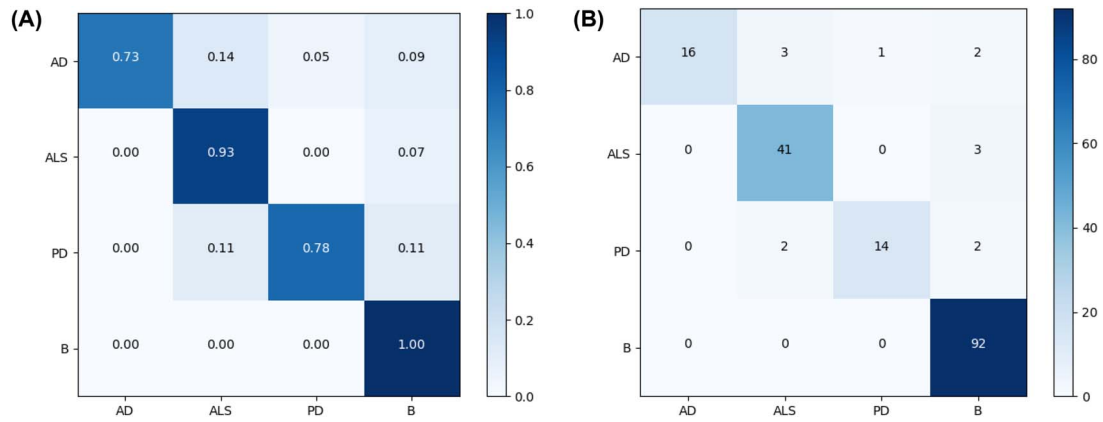 (A)
AD 0.73 0.14 0.05 0.09
ALS 0.00 0.93 0.00 0.07
PD 0.00 0.11 0.78 0.11
B 0.00 0.00 0.00 1.00
AD ALS PD B
1.0
0.8
0.6
0.4
0.2
0.0
(B)
AD 16 3 1 2
ALS 0 41 0 3
PD 0 2 14 2
B 0 0 0 92
AD ALS PD B
80
60
40
20
0